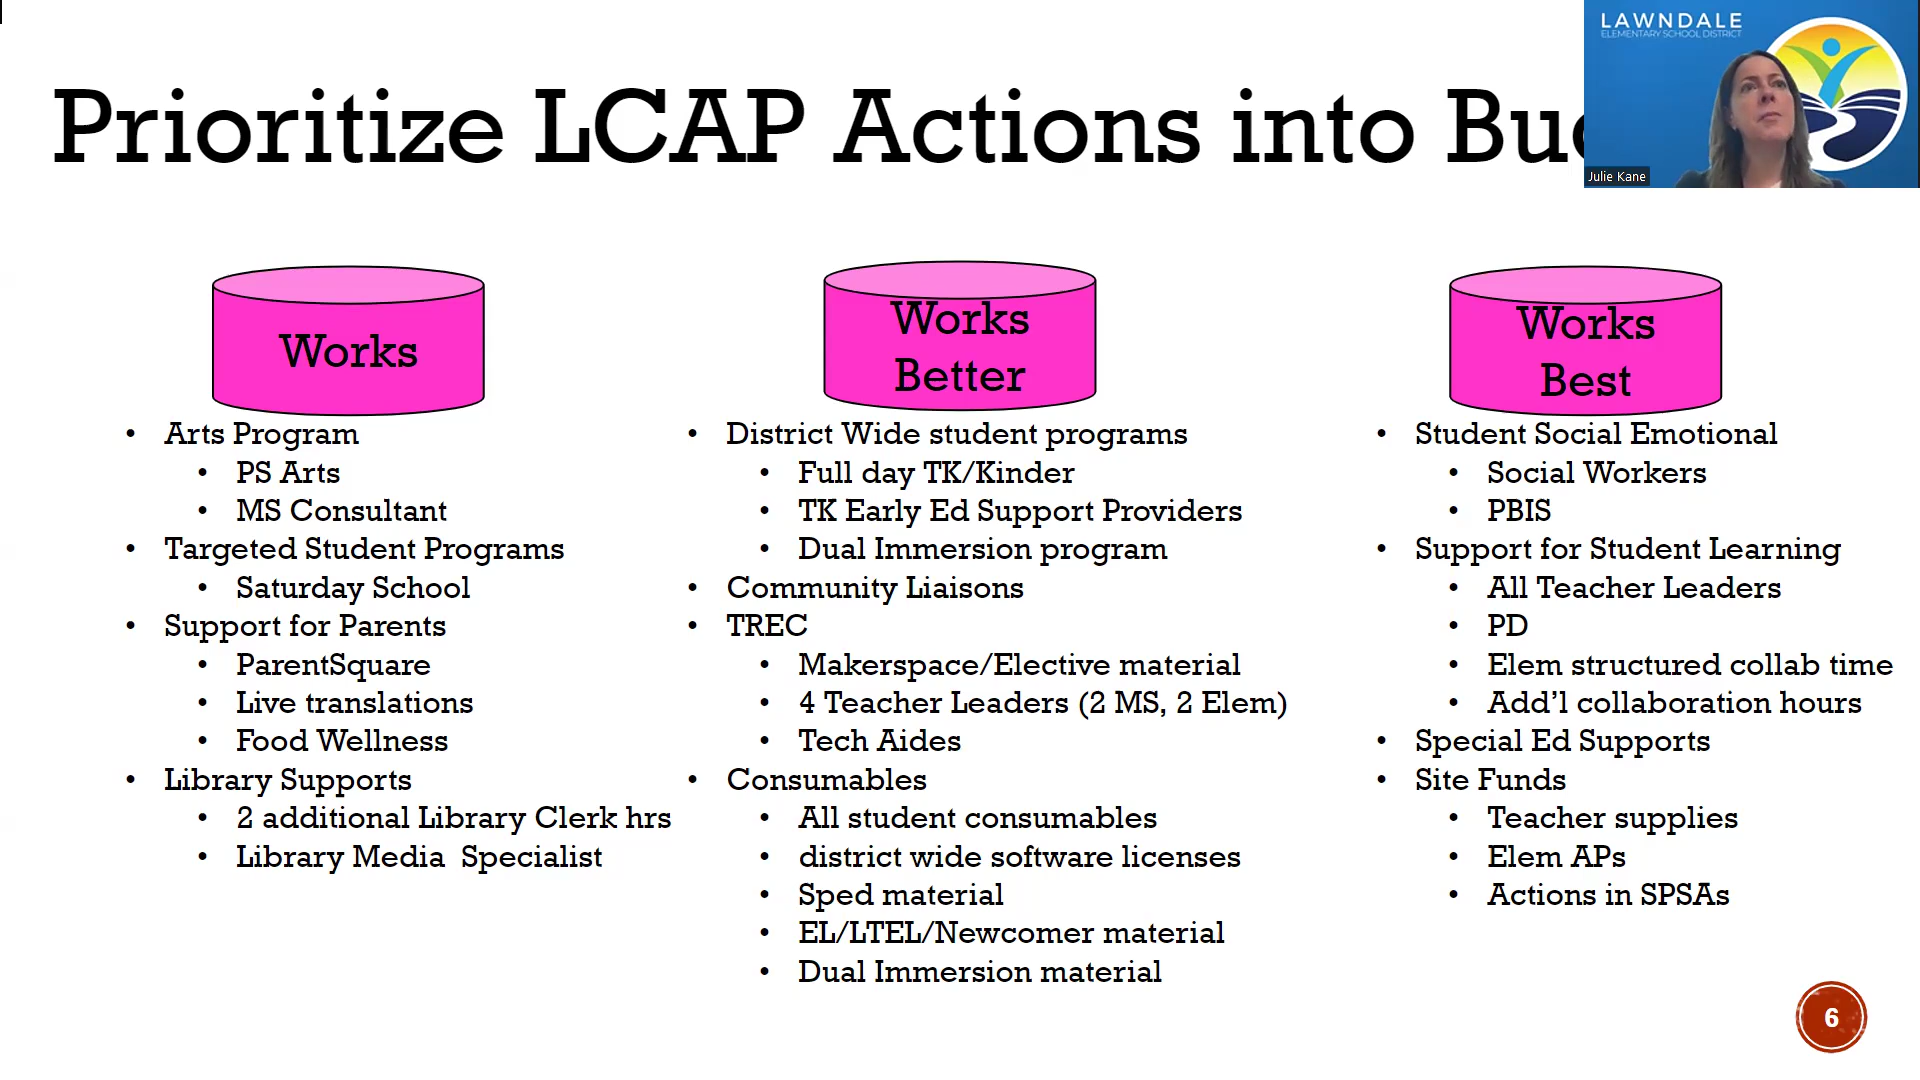 LAWNDALE
ELEMENTARY SCHOOL DISTRICT
Prioritize LCAP Actions into
Julie Kane
Works
Arts Program
PS Arts
MS Consultant
Targeted Student Programs
Saturday School
Support for Parents
ParentSquare
Live translations
Food Wellness
Library Supports
2 additional Library Clerk hrs
Library Media Specialist
Works
Better
District Wide student programs
Full day TK/Kinder
TK Early Ed Support Providers
Dual Immersion program
Community Liaisons
TREC
Makerspace/Elective material
4 Teacher Leaders (2 MS, 2 Elem)
Tech Aides
Consumables
All student consumables
district wide software licenses
Sped material
EL/LTEL/Newcomer material
Dual Immersion material
Works
Best
Student Social Emotional
Social Workers
PBIS
Support for Student Learning
All Teacher Leaders
PD
Elem structured collab time
Add’l collaboration hours
Special Ed Supports
Site Funds
Teacher supplies
Elem APs
Actions in SPSAs
6